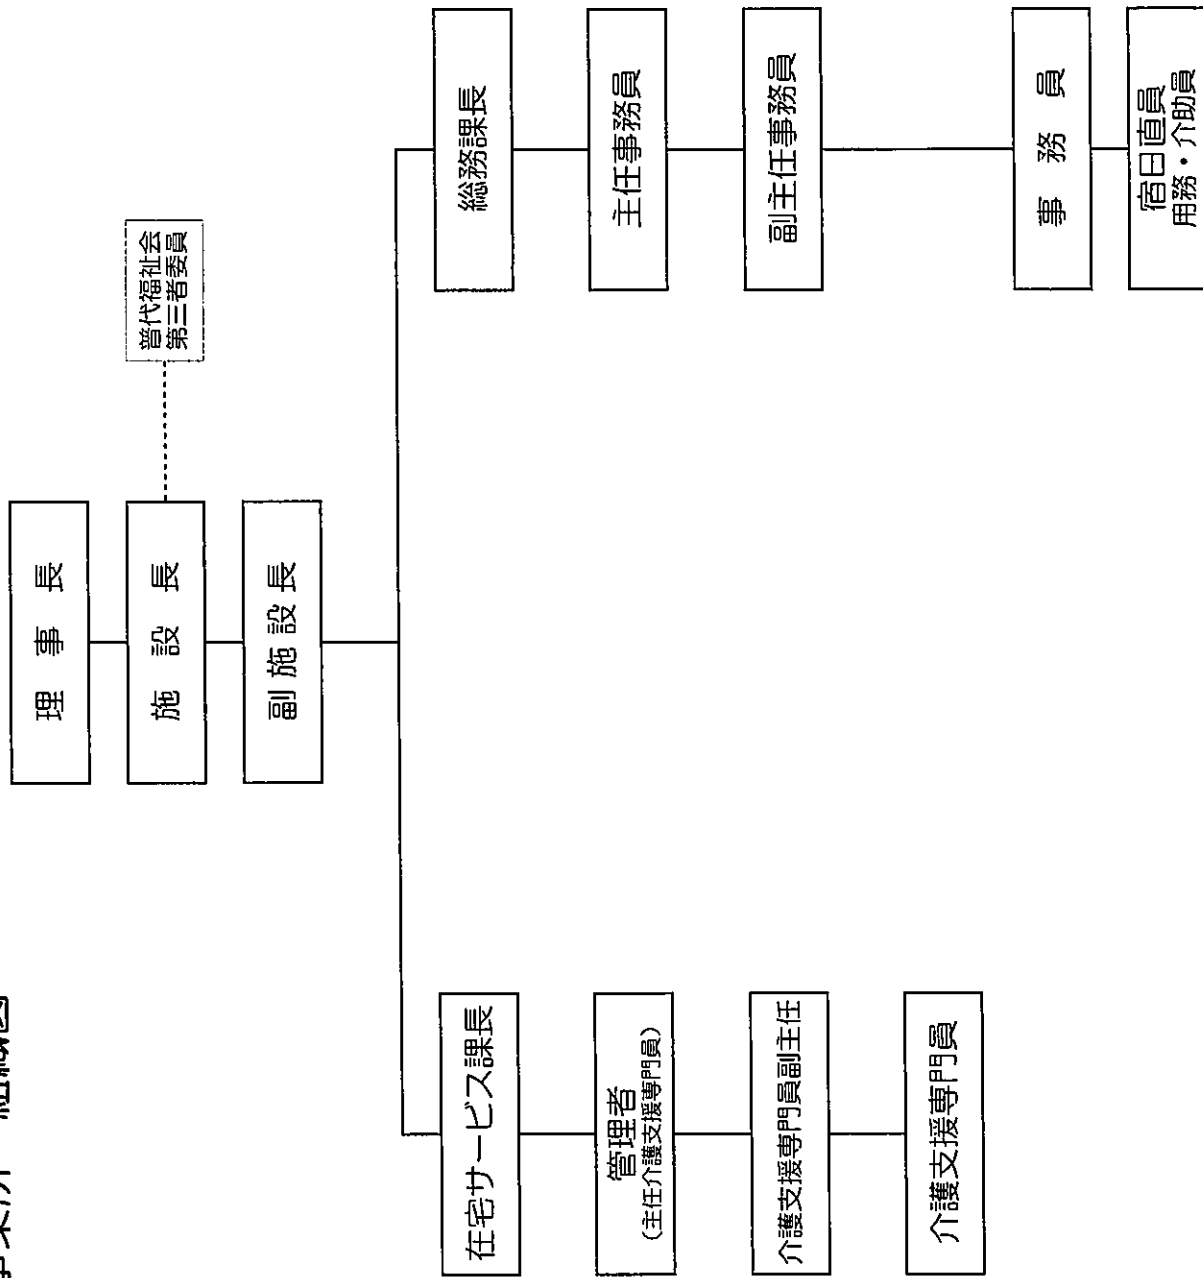 事業所 組織図
理事長
施設長
普代福祉会
第三者委員
副施設長
在宅サービス課長
管理者
(主任介護支援専門員)
介護支援専門員副主任
介護支援専門員
総務課長
主任事務員
副主任事務員
事務員
宿日直員
用務・介助員